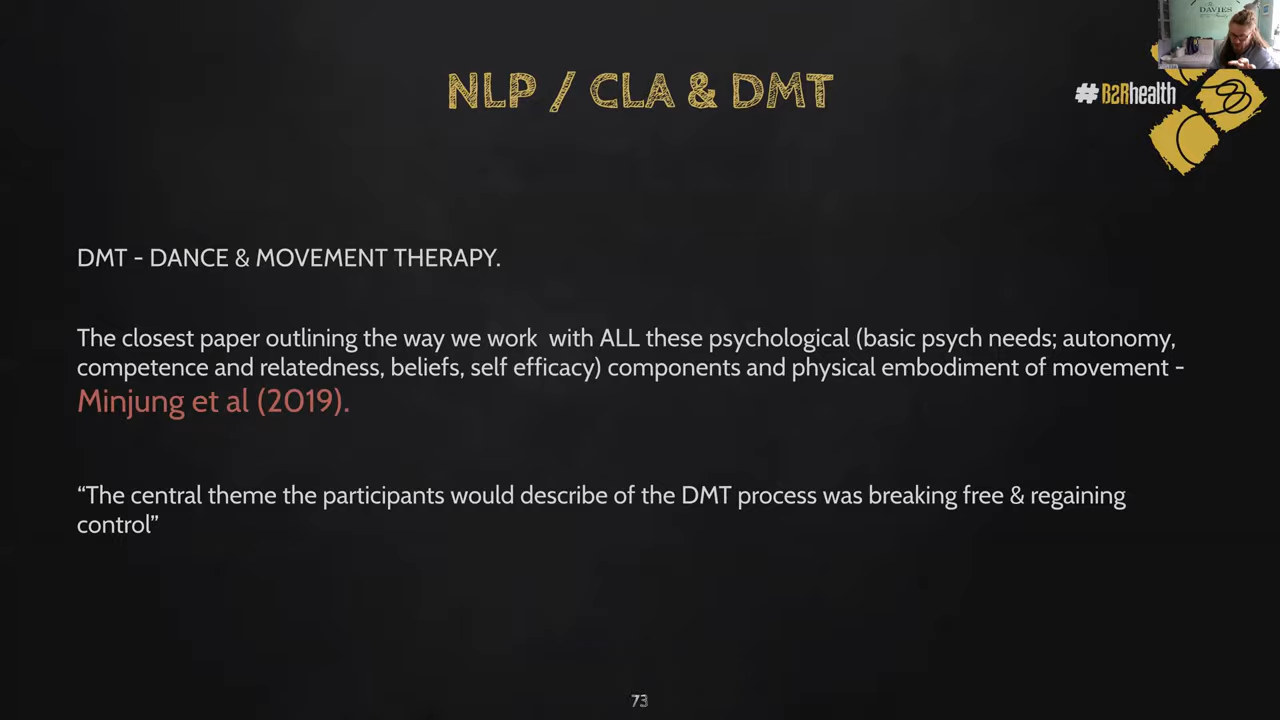 DAVIES
NLP / CLA & DMT
#B2Rhealth
DMT - DANCE & MOVEMENT THERAPY.
The closest paper outlining the way we work with ALL these psychological (basic psych needs; autonomy,
competence and relatedness, beliefs, self efficacy) components and physical embodiment of movement -
Minjung et al (2019).
“The central theme the participants would describe of the DMT process was breaking free & regaining
control”
73